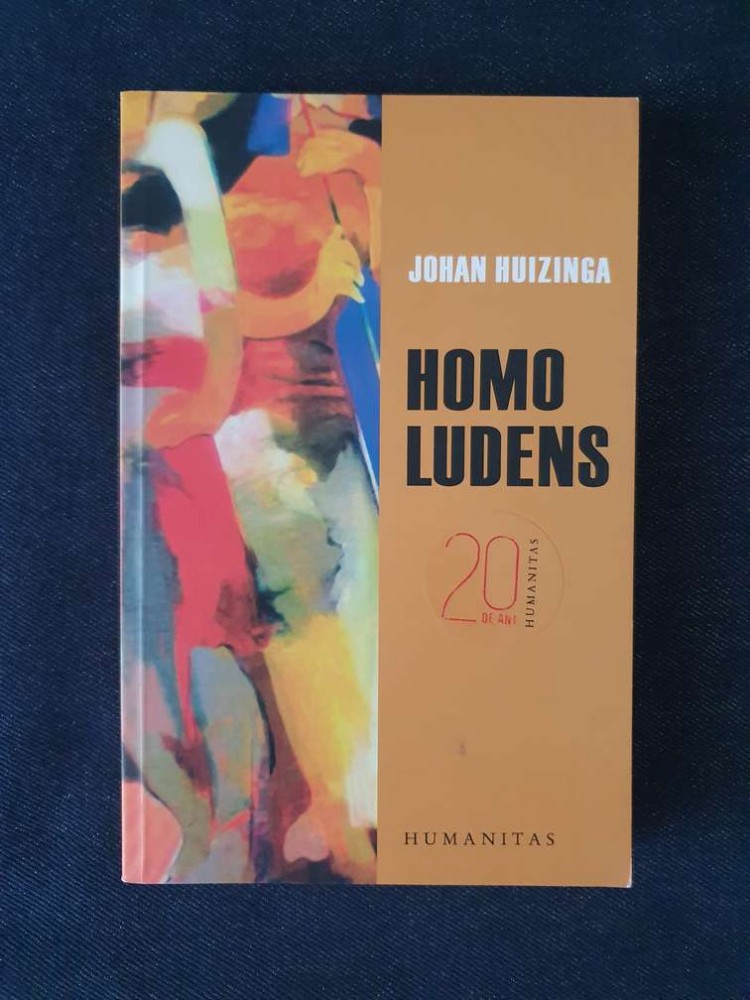 JOHAN HUIZINGA
HOMO
LUDENS
20
DE ANI
HUMANITAS
HUMANITAS